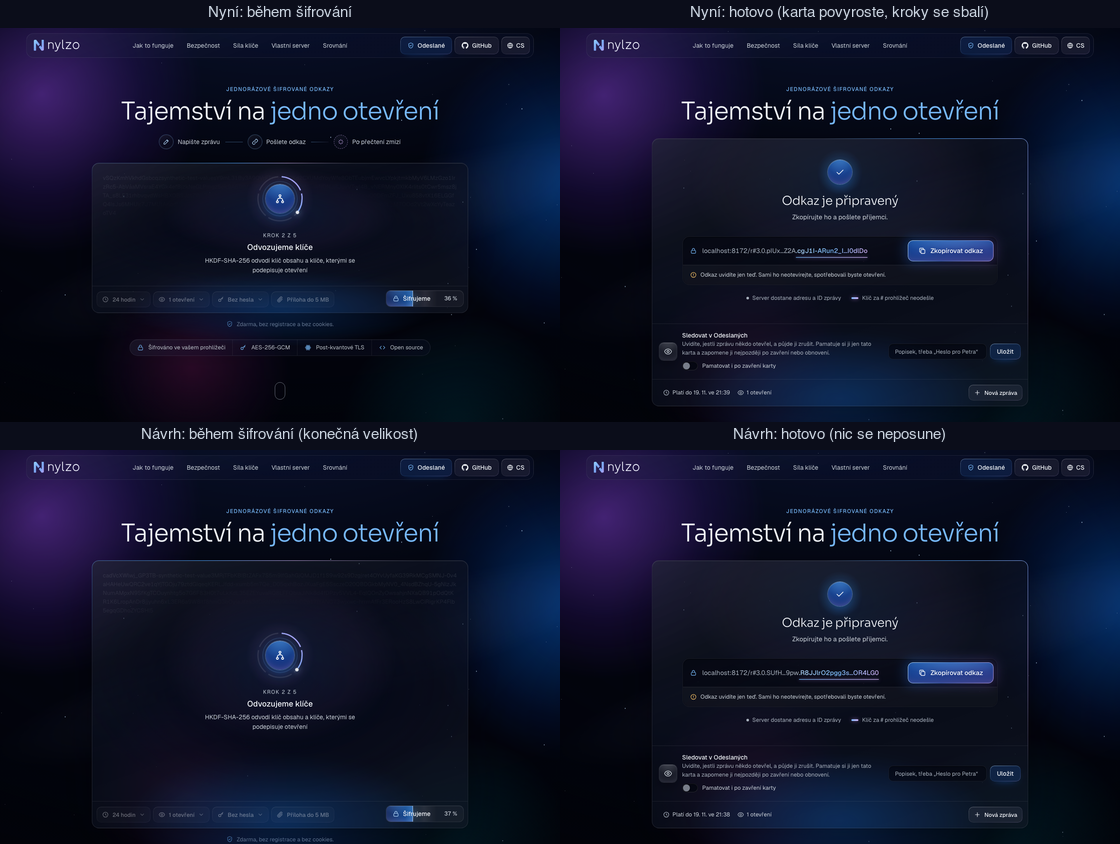 Nyní: během šifrování
nylzo
Jak to funguje Bezpečnost Síla klíče Vlastní server Srovnání Odeslané GitHub CS
JEDNORÁZOVÉ ŠIFROVANÉ ODKAZY
Tajemství na jedno otevření
Napište zprávu Pošlete odkaz Po přečtení zmizí
KROK 2 Z 5
Odvozujeme klíče
HKDF-SHA-256 odvodí klíč obsahu a klíče, kterými se
podepisuje otevření
24 hodin 1 otevření Bez hesla Příloha do 5 MB Šifrujeme 36 %
Zdarma, bez registrace a bez cookies.
Šifrováno ve vašem prohlížeči AES-256-GCM Post-kvantové TLS Open source
Nyní: hotovo (karta povyroste, kroky se sbalí)
nylzo
Jak to funguje Bezpečnost Síla klíče Vlastní server Srovnání Odeslané GitHub CS
JEDNORÁZOVÉ ŠIFROVANÉ ODKAZY
Tajemství na jedno otevření
Odkaz je připravený
Zkopírujte ho a pošlete příjemci.
Zkopírovat odkaz
Odkaz uvidíte jen teď. Sami ho neotevírejte, spotřebovali byste otevření.
Server dostane adresu a ID zprávy Klíč za # prohlížeč neodešle
Sledovat v Odeslaných
Uvidíte, jestli zprávu někdo otevřel, a půjde ji zrušit. Pamatuje si ji jen tato
karta a zapomene ji nejpozději po zavření nebo obnovení.
Popisek, třeba „Heslo pro Petra“ Uložit
Pamatovat i po zavření karty
Platí do 19. 11. ve 21:39 1 otevření Nová zpráva
Návrh: během šifrování (konečná velikost)
nylzo
Jak to funguje Bezpečnost Síla klíče Vlastní server Srovnání Odeslané GitHub CS
JEDNORÁZOVÉ ŠIFROVANÉ ODKAZY
Tajemství na jedno otevření
KROK 2 Z 5
Odvozujeme klíče
HKDF-SHA-256 odvodí klíč obsahu a klíče, kterými se
podepisuje otevření
24 hodin 1 otevření Bez hesla Příloha do 5 MB Šifrujeme 37 %
Zdarma, bez registrace a bez cookies.
Návrh: hotovo (nic se neposune)
nylzo
Jak to funguje Bezpečnost Síla klíče Vlastní server Srovnání Odeslané GitHub CS
JEDNORÁZOVÉ ŠIFROVANÉ ODKAZY
Tajemství na jedno otevření
Odkaz je připravený
Zkopírujte ho a pošlete příjemci.
Zkopírovat odkaz
Odkaz uvidíte jen teď. Sami ho neotevírejte, spotřebovali byste otevření.
Server dostane adresu a ID zprávy Klíč za # prohlížeč neodešle
Sledovat v Odeslaných
Uvidíte, jestli zprávu někdo otevřel, a půjde ji zrušit. Pamatuje si ji jen tato
karta a zapomene ji nejpozději po zavření nebo obnovení.
Popisek, třeba „Heslo pro Petra“ Uložit
Pamatovat i po zavření karty
Platí do 19. 11. ve 21:38 1 otevření Nová zpráva